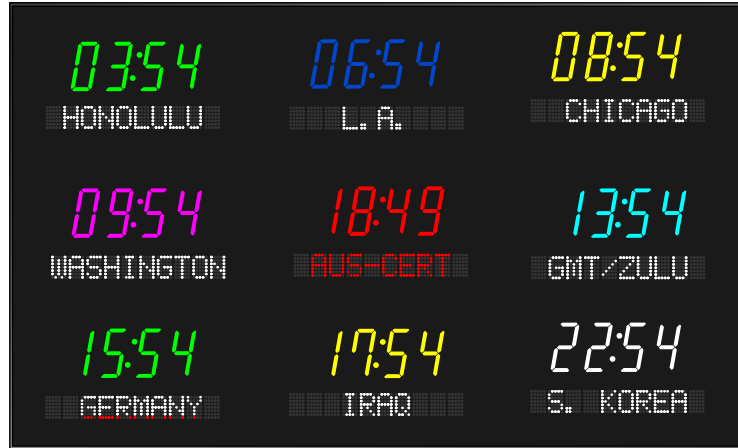 03:54 06:54 08:54
HONOLULU L.A. CHICAGO
09:54 18:49 13:54
WASHINGTON AUS-CERT GMT/ZULU
15:54 17:54 22:54
GERMANY IRAQ S. KOREA